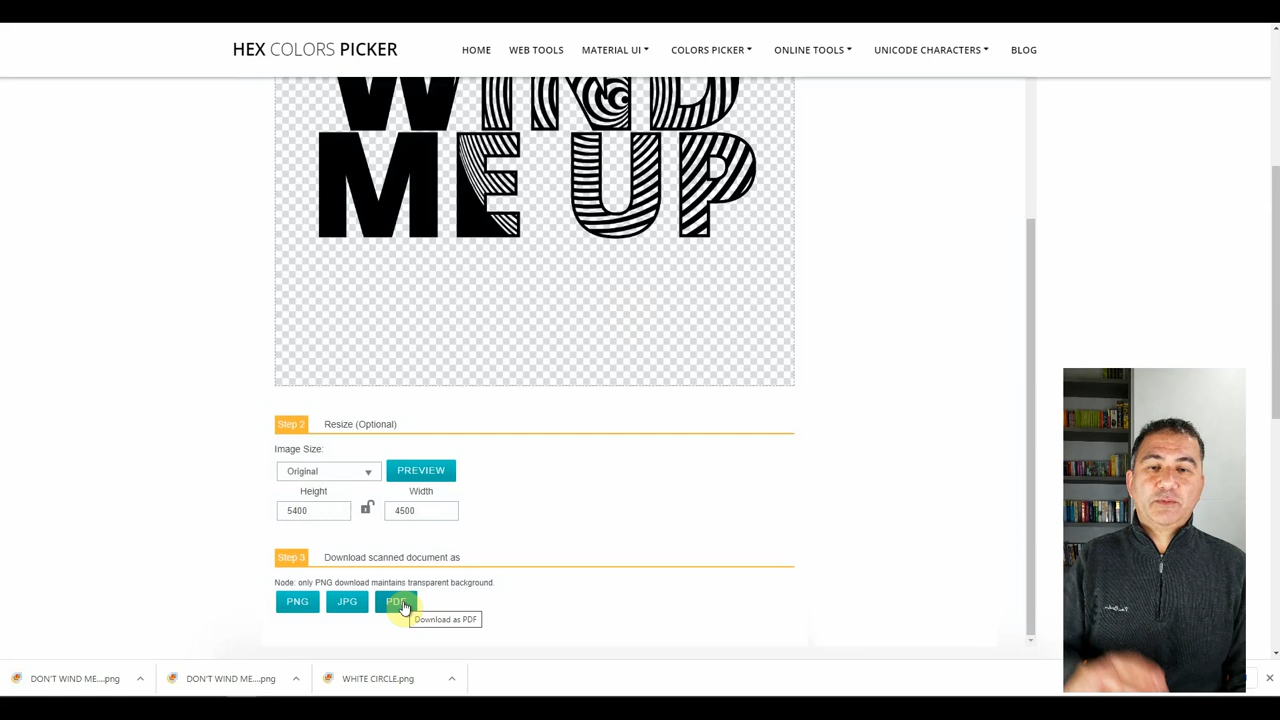 HEX COLORS PICKER
HOME WEB TOOLS MATERIAL UI COLORS PICKER ONLINE TOOLS UNICODE CHARACTERS BLOG
WIND
ME UP
Step 2 Resize (Optional)
Image Size:
Original PREVIEW
Height Width
5400 4500
Step 3 Download scanned document as
Node: only PNG download maintains transparent background.
PNG JPG PDF
Download as PDF
DON'T WIND ME....png DON'T WIND ME....png WHITE CIRCLE.png